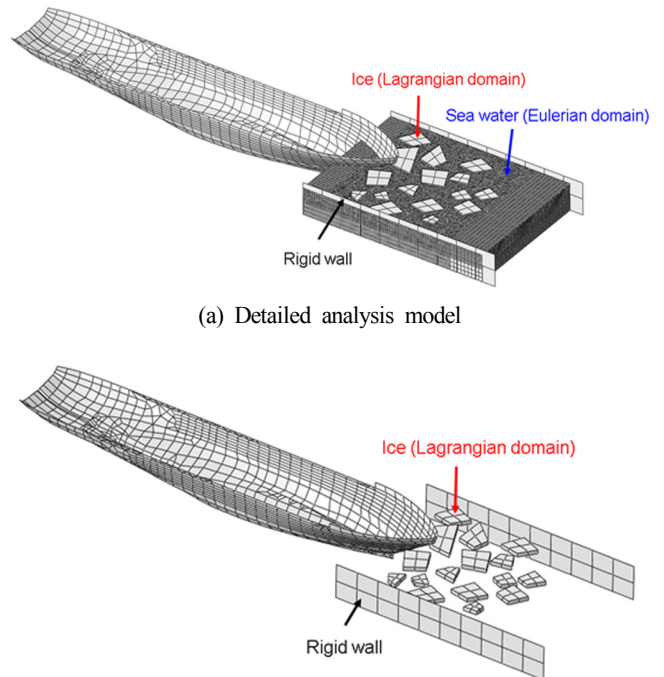 Ice (Lagrangian domain)
Sea water (Eulerian domain)
Rigid wall
(a) Detailed analysis model
Ice (Lagrangian domain)
Rigid wall